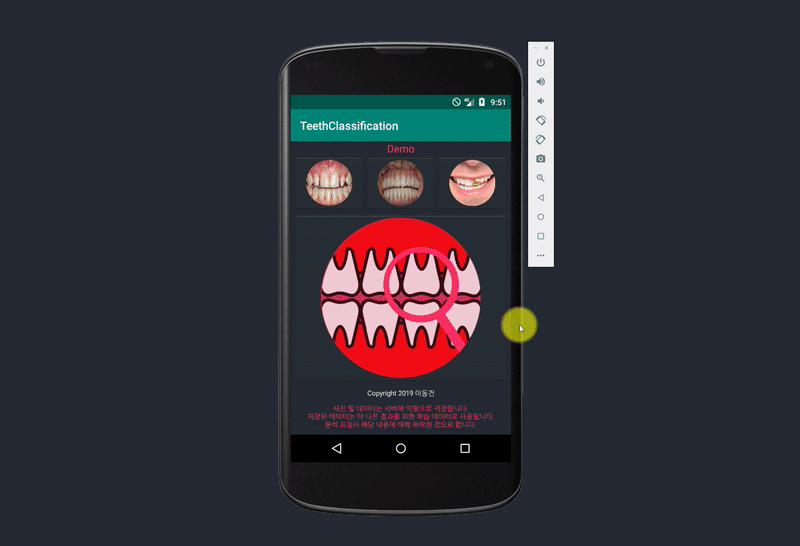 9:51
TeethClassification
Demo
Copyright 2019 이동건
사진 및 데이터는 서버에 익명으로 저장됩니다.
저장된 데이터는 더 나은 결과를 위한 학습 데이터로 사용됩니다.
분석 요청시 해당 내용에 대해 허락한 것으로 합니다.